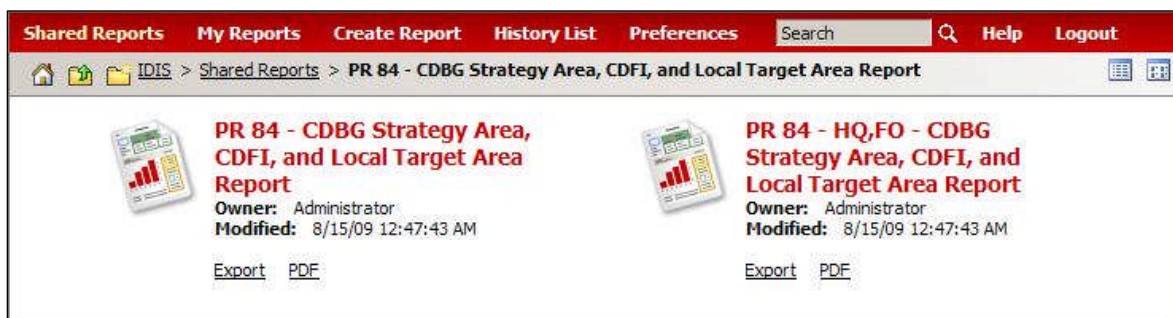 Shared Reports My Reports Create Report History List Preferences Search Help Logout
IDIS > Shared Reports > PR 84 - CDBG Strategy Area, CDFI, and Local Target Area Report
PR 84 - CDBG Strategy Area,
CDFI, and Local Target Area
Report
Owner: Administrator
Modified: 8/15/09 12:47:43 AM
Export PDF
PR 84 - HQ,FO - CDBG
Strategy Area, CDFI, and
Local Target Area Report
Owner: Administrator
Modified: 8/15/09 12:47:43 AM
Export PDF